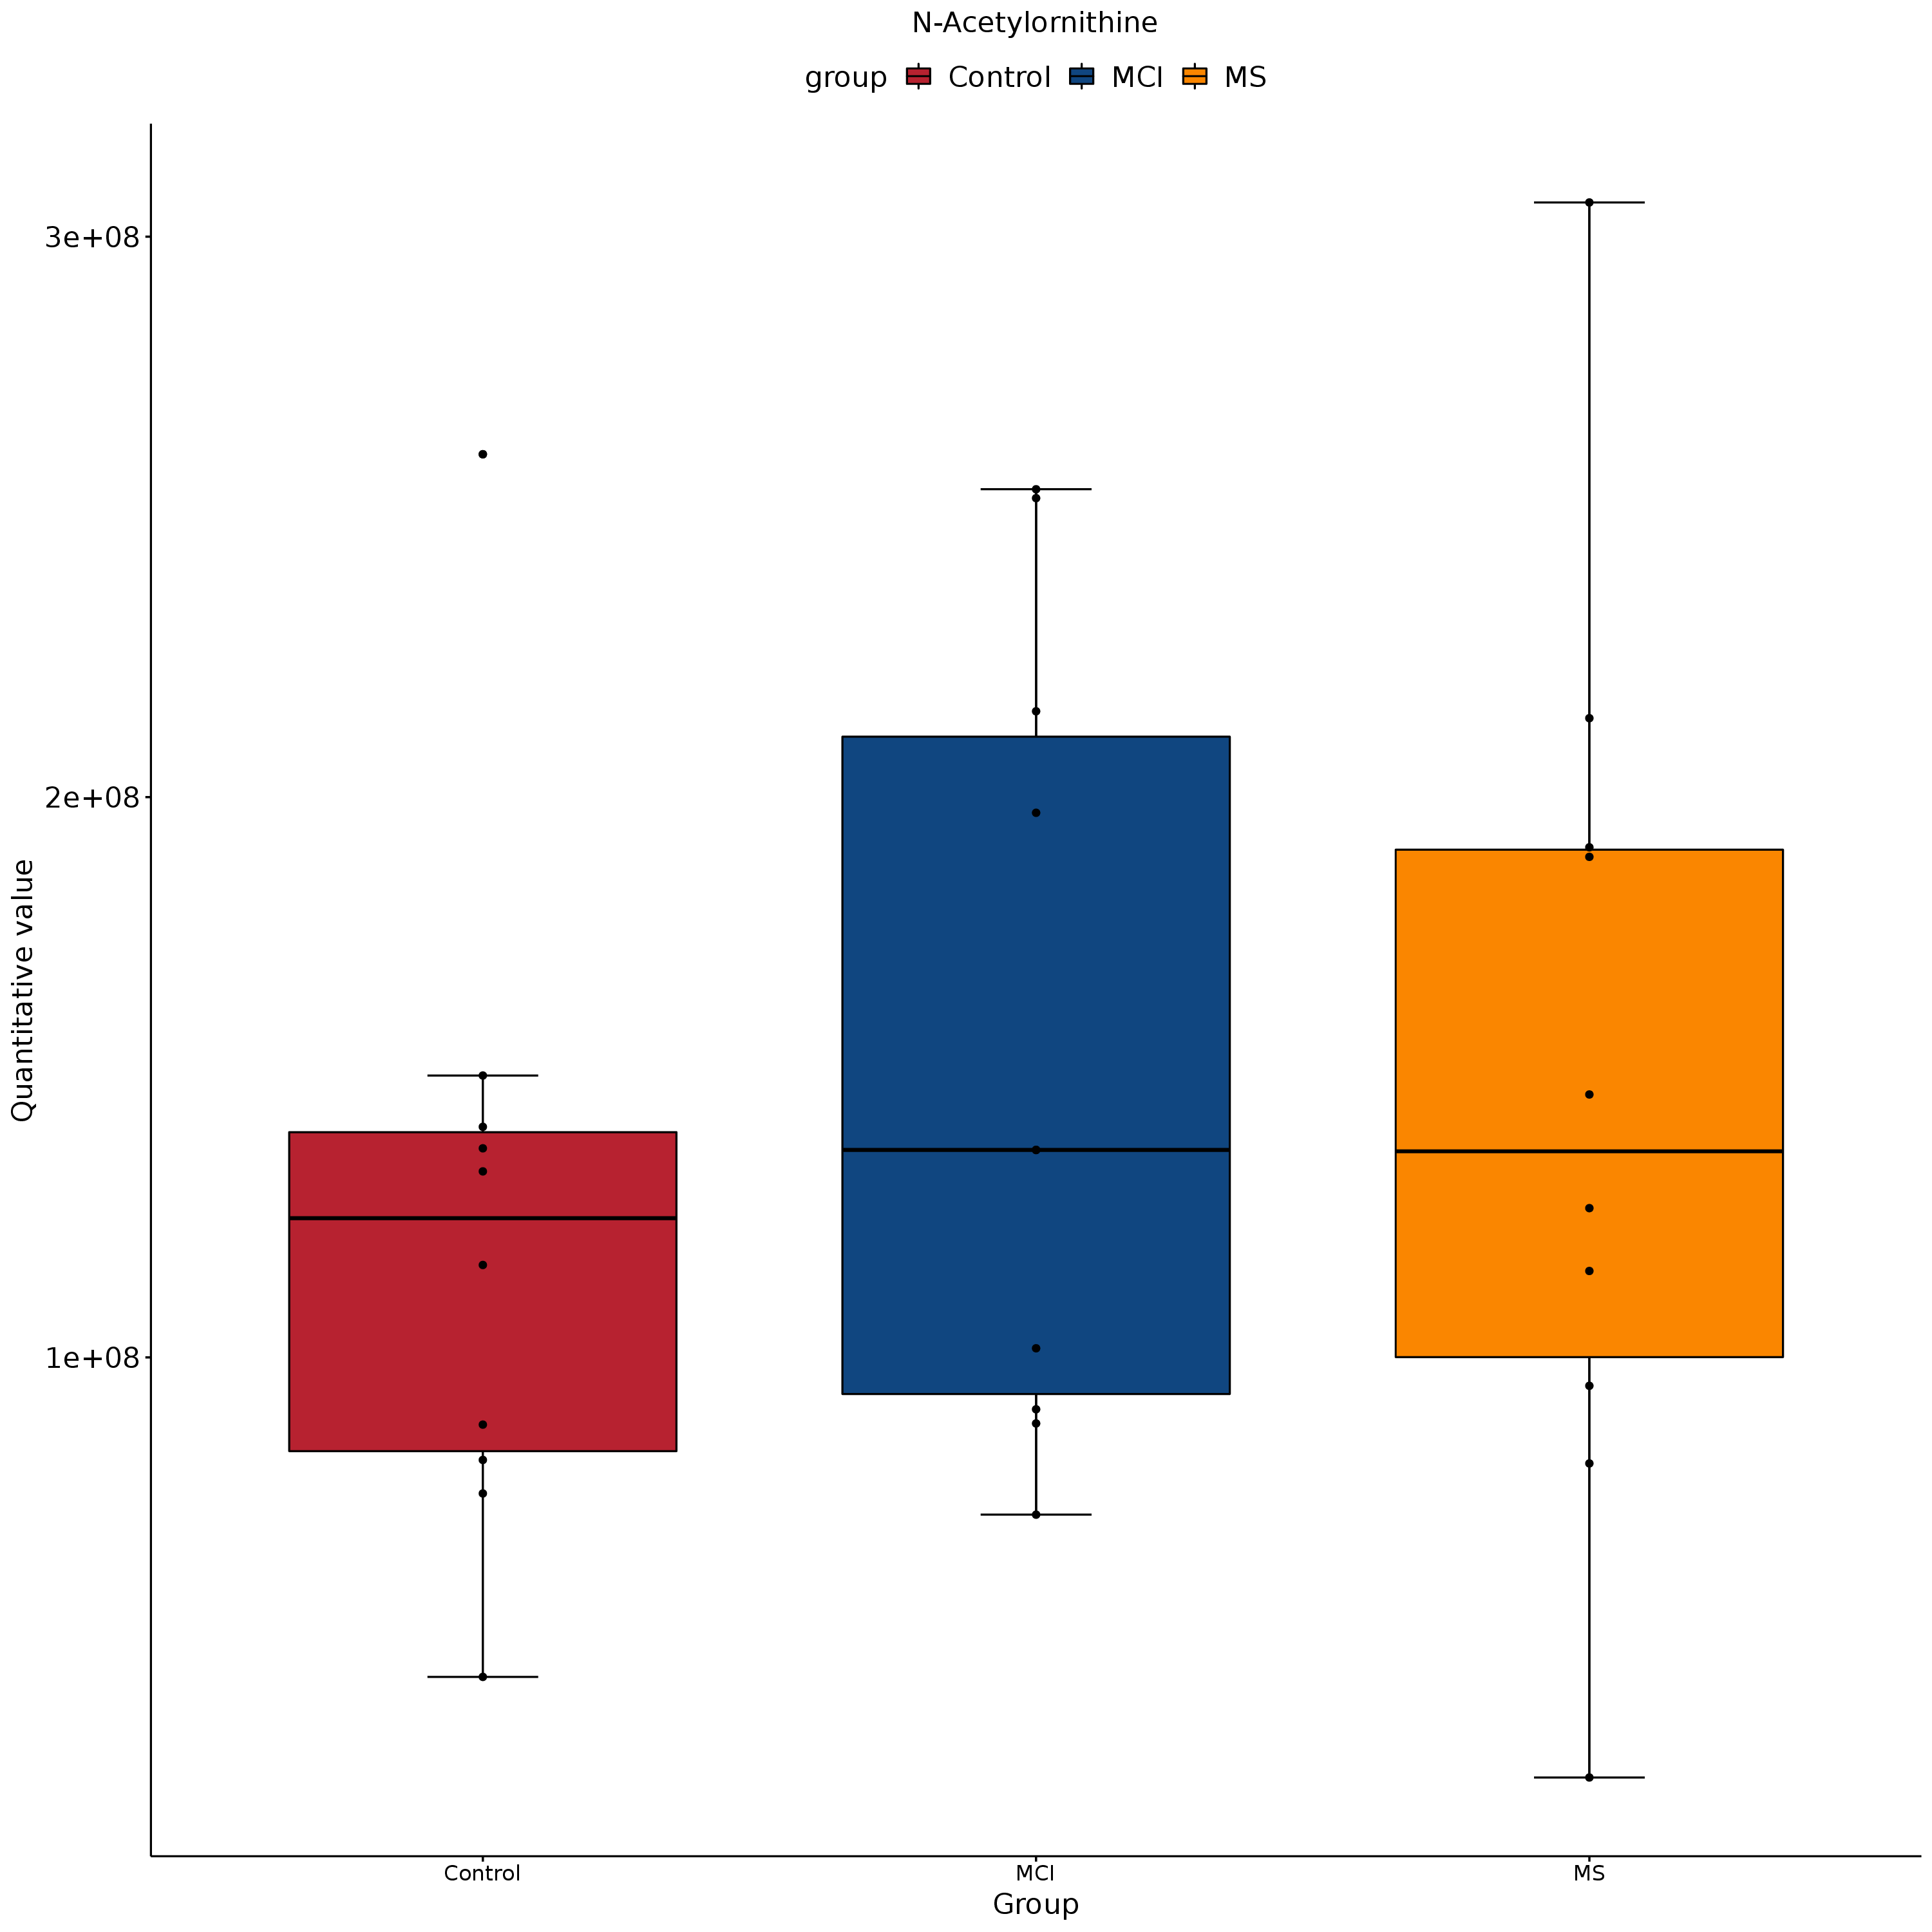 N-Acetylornithine
group Control MCI MS
3e+08
2e+08
1e+08
Quantitative value
Control MCI MS
Group